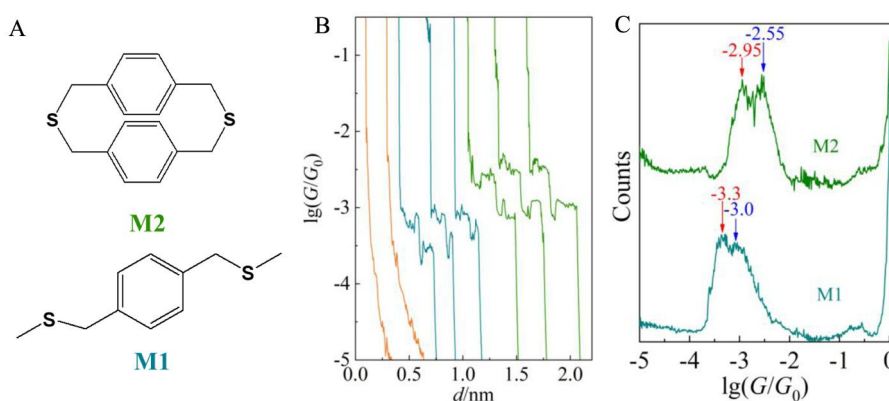 A
S
S
M2
S
S
M1
B
lg(G/G0)
-1
-2
-3
-4
-5
0.0 0.5 1.0 1.5 2.0
d/nm
C
Counts
-2.95
-2.55
M2
-3.3
-3.0
M1
-5 -4 -3 -2 -1 0
lg(G/G0)